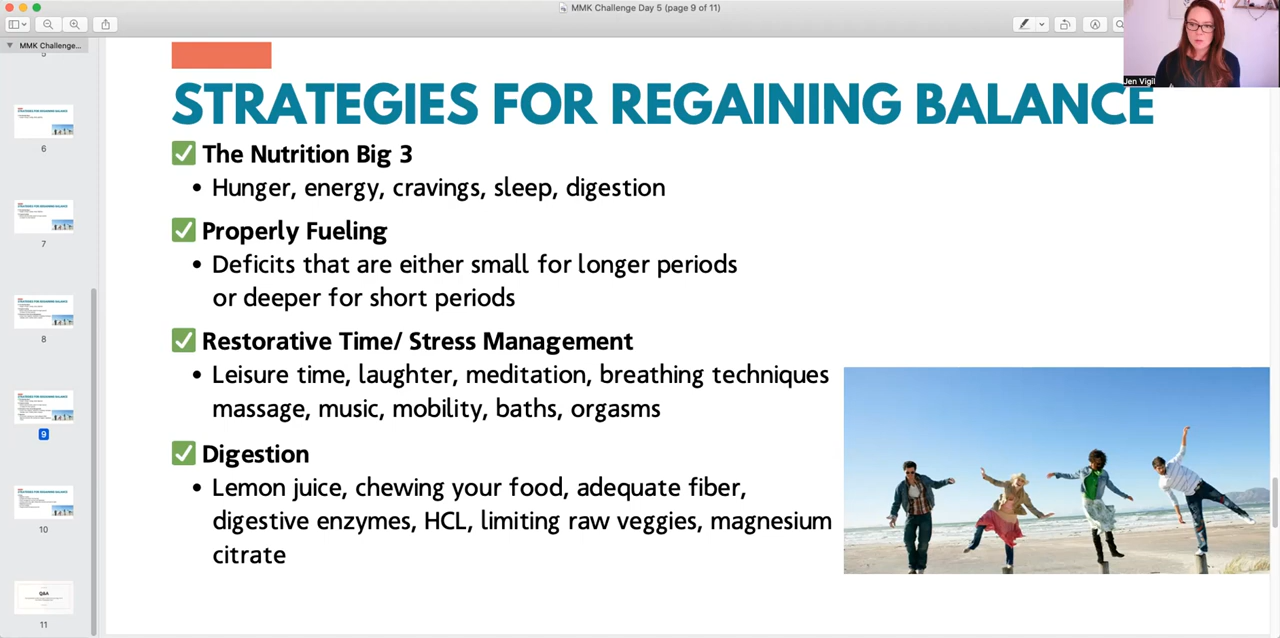 MMK Challenge Day 5 (page 9 of 11)
MMK Challenge...
Jen Vigil
STRATEGIES FOR REGAINING BALANCE
✅ The Nutrition Big 3
• Hunger, energy, cravings, sleep, digestion
✅ Properly Fueling
• Deficits that are either small for longer periods
or deeper for short periods
✅ Restorative Time/ Stress Management
• Leisure time, laughter, meditation, breathing techniques
massage, music, mobility, baths, orgasms
✅ Digestion
• Lemon juice, chewing your food, adequate fiber,
digestive enzymes, HCL, limiting raw veggies, magnesium
citrate
6
7
8
9
10
Q&A
11